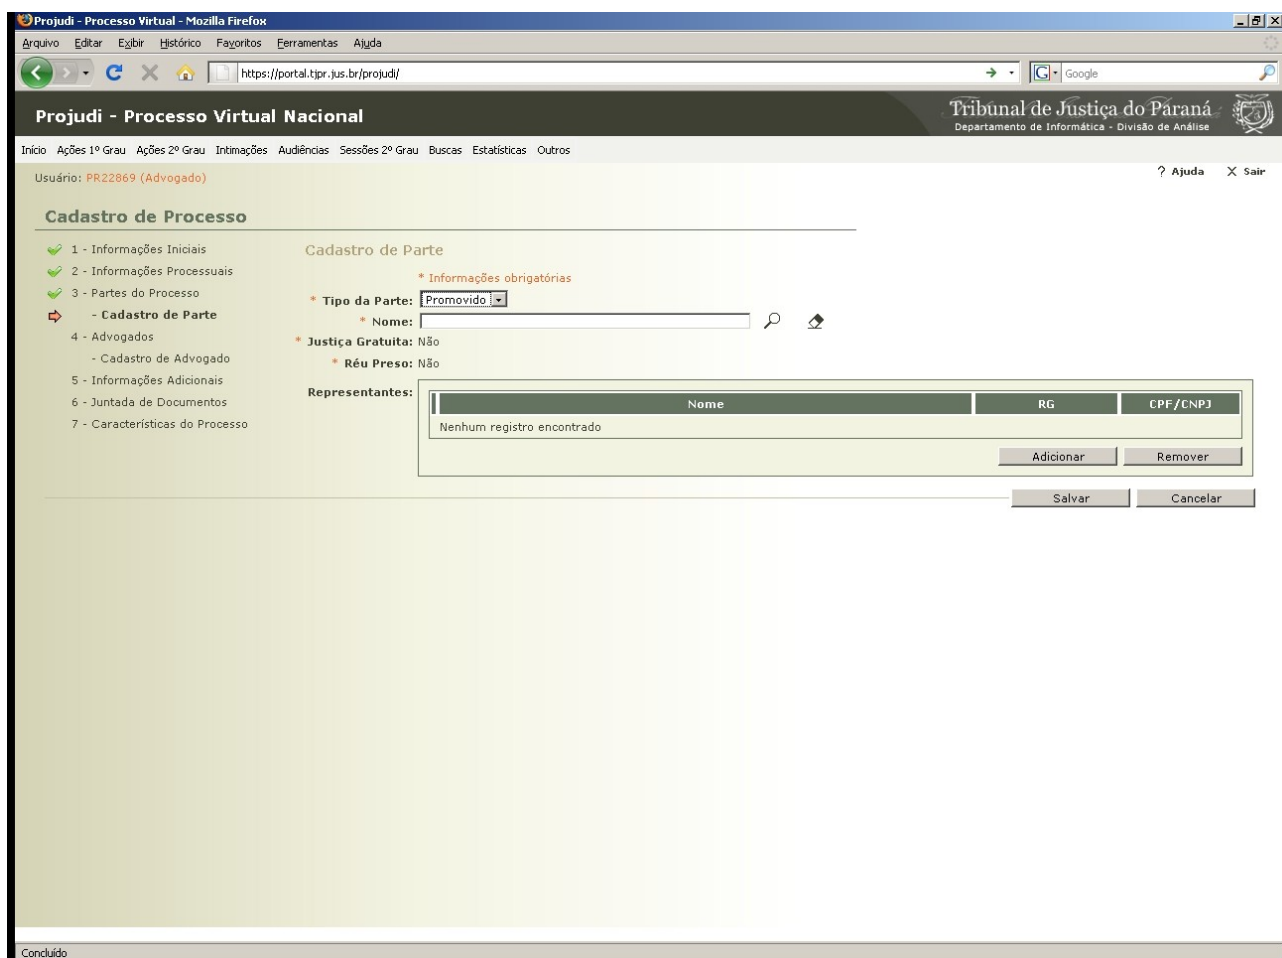 Projudi - Processo Virtual - Mozilla Firefox
Arquivo Editar Exibir Histórico Favoritos Ferramentas Ajuda
https://portal.tjpr.jus.br/projudi/ G Google
Projudi - Processo Virtual Nacional
Tribunal de Justiça do Paraná
Departamento de Informática - Divisão de Análise
Início Ações 1º Grau Ações 2º Grau Intimações Audiências Sessões 2º Grau Buscas Estatísticas Outros
Usuário: PR22869 (Advogado)
? Ajuda X Sair
Cadastro de Processo
1 - Informações Iniciais
2 - Informações Processuais
3 - Partes do Processo
- Cadastro de Parte
4 - Advogados
- Cadastro de Advogado
5 - Informações Adicionais
6 - Juntada de Documentos
7 - Características do Processo
Cadastro de Parte
* Informações obrigatórias
* Tipo da Parte: Promovido
* Nome:
* Justiça Gratuita: Não
* Réu Preso: Não
Representantes:
Nome RG CPF/CNPJ
Nenhum registro encontrado
Adicionar Remover
Salvar Cancelar
Concluído